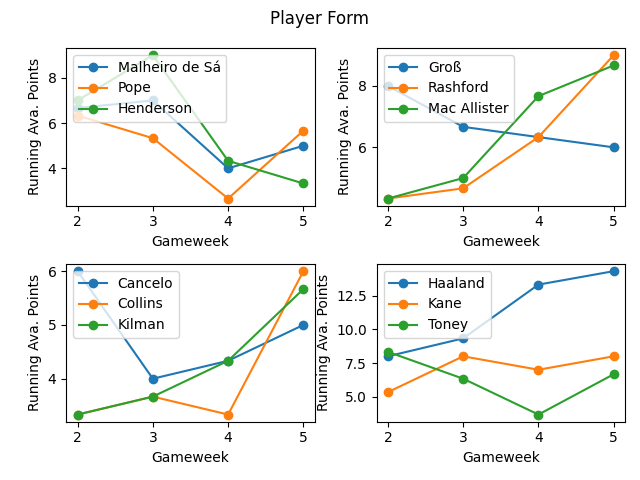 Player Form
Running Ava. Points
8
6
4
Malheiro de Sá
Pope
Henderson
2 3 4 5
Gameweek
Running Ava. Points
8
6
Groß
Rashford
Mac Allister
2 3 4 5
Gameweek
Running Ava. Points
6
5
4
Cancelo
Collins
Kilman
2 3 4 5
Gameweek
Running Ava. Points
12.5
10.0
7.5
5.0
Haaland
Kane
Toney
2 3 4 5
Gameweek